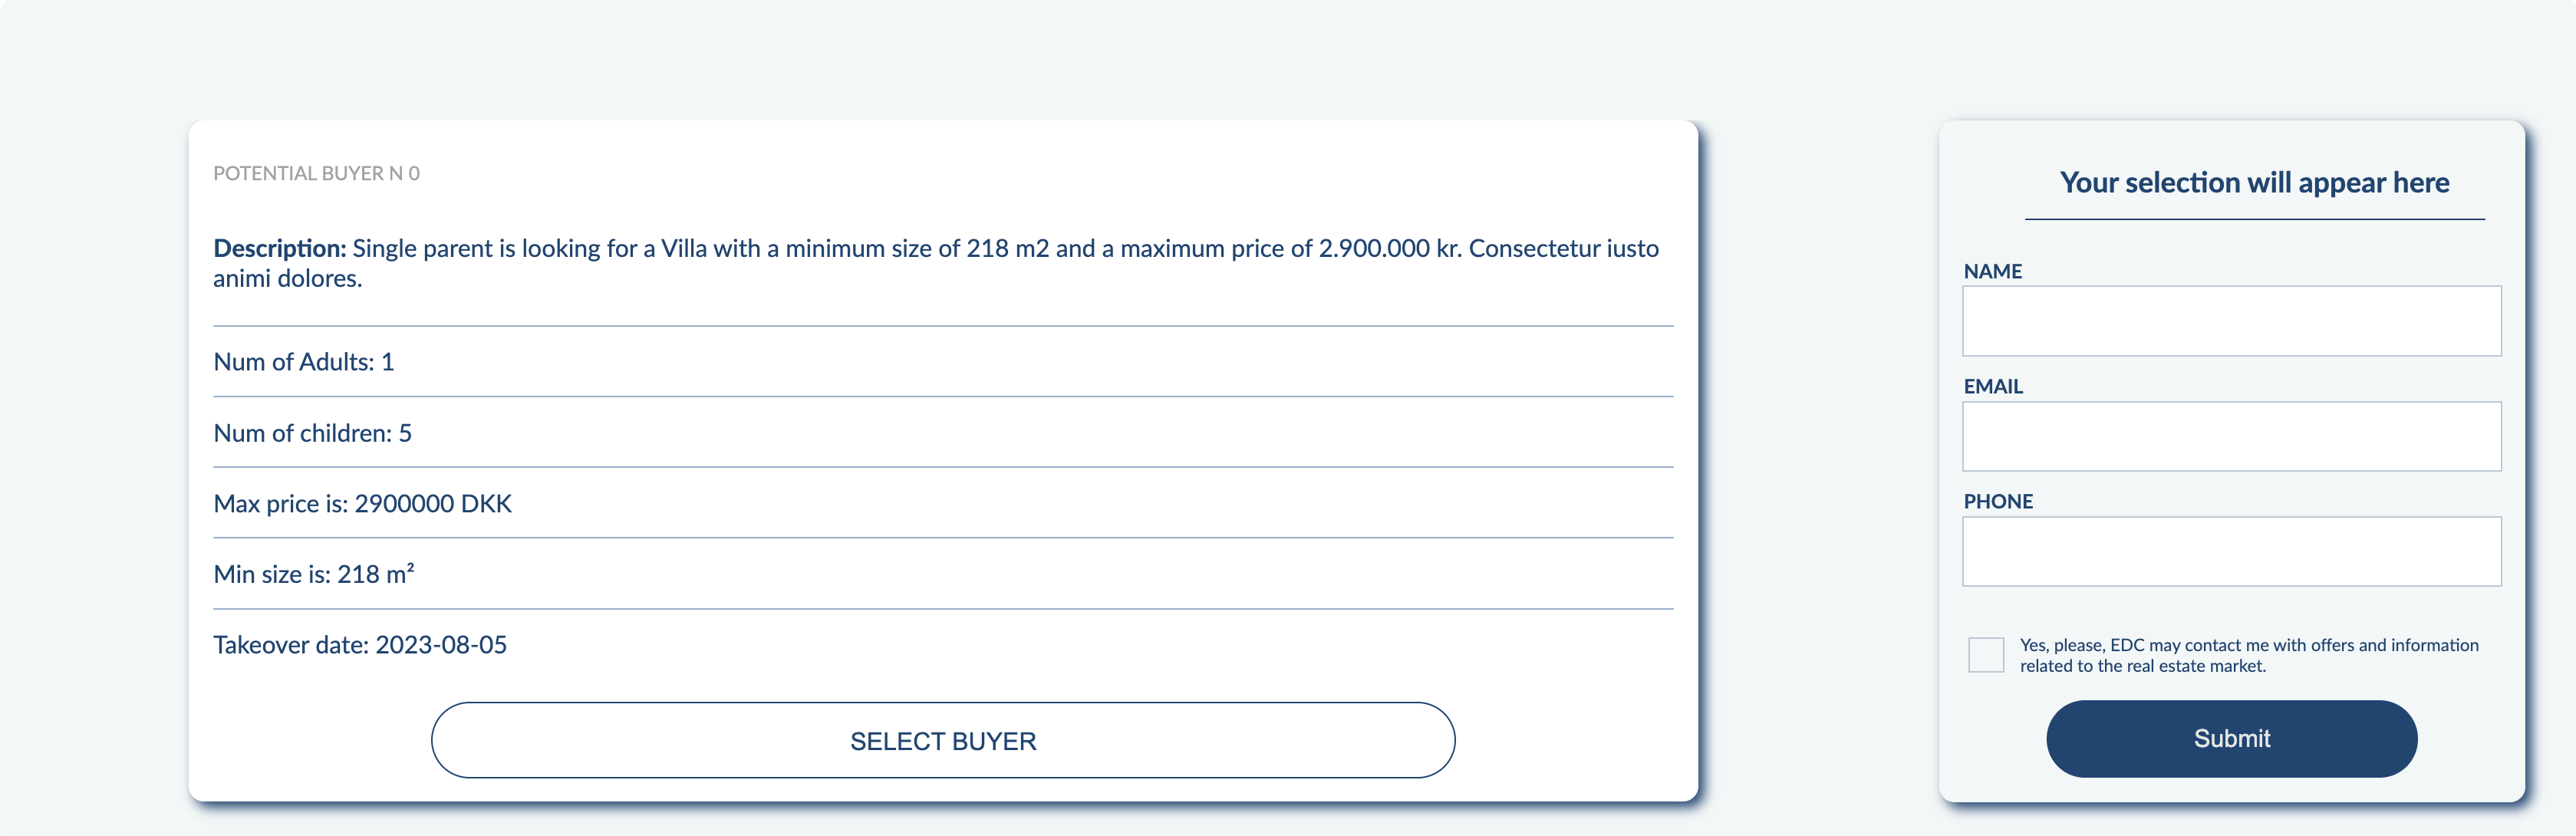 POTENTIAL BUYER N 0
Description: Single parent is looking for a Villa with a minimum size of 218 m2 and a maximum price of 2.900.000 kr. Consectetur iusto
animi dolores.
Num of Adults: 1
Num of children: 5
Max price is: 2900000 DKK
Min size is: 218 m²
Takeover date: 2023-08-05
SELECT BUYER
Your selection will appear here
NAME
EMAIL
PHONE
Yes, please, EDC may contact me with offers and information
related to the real estate market.
Submit